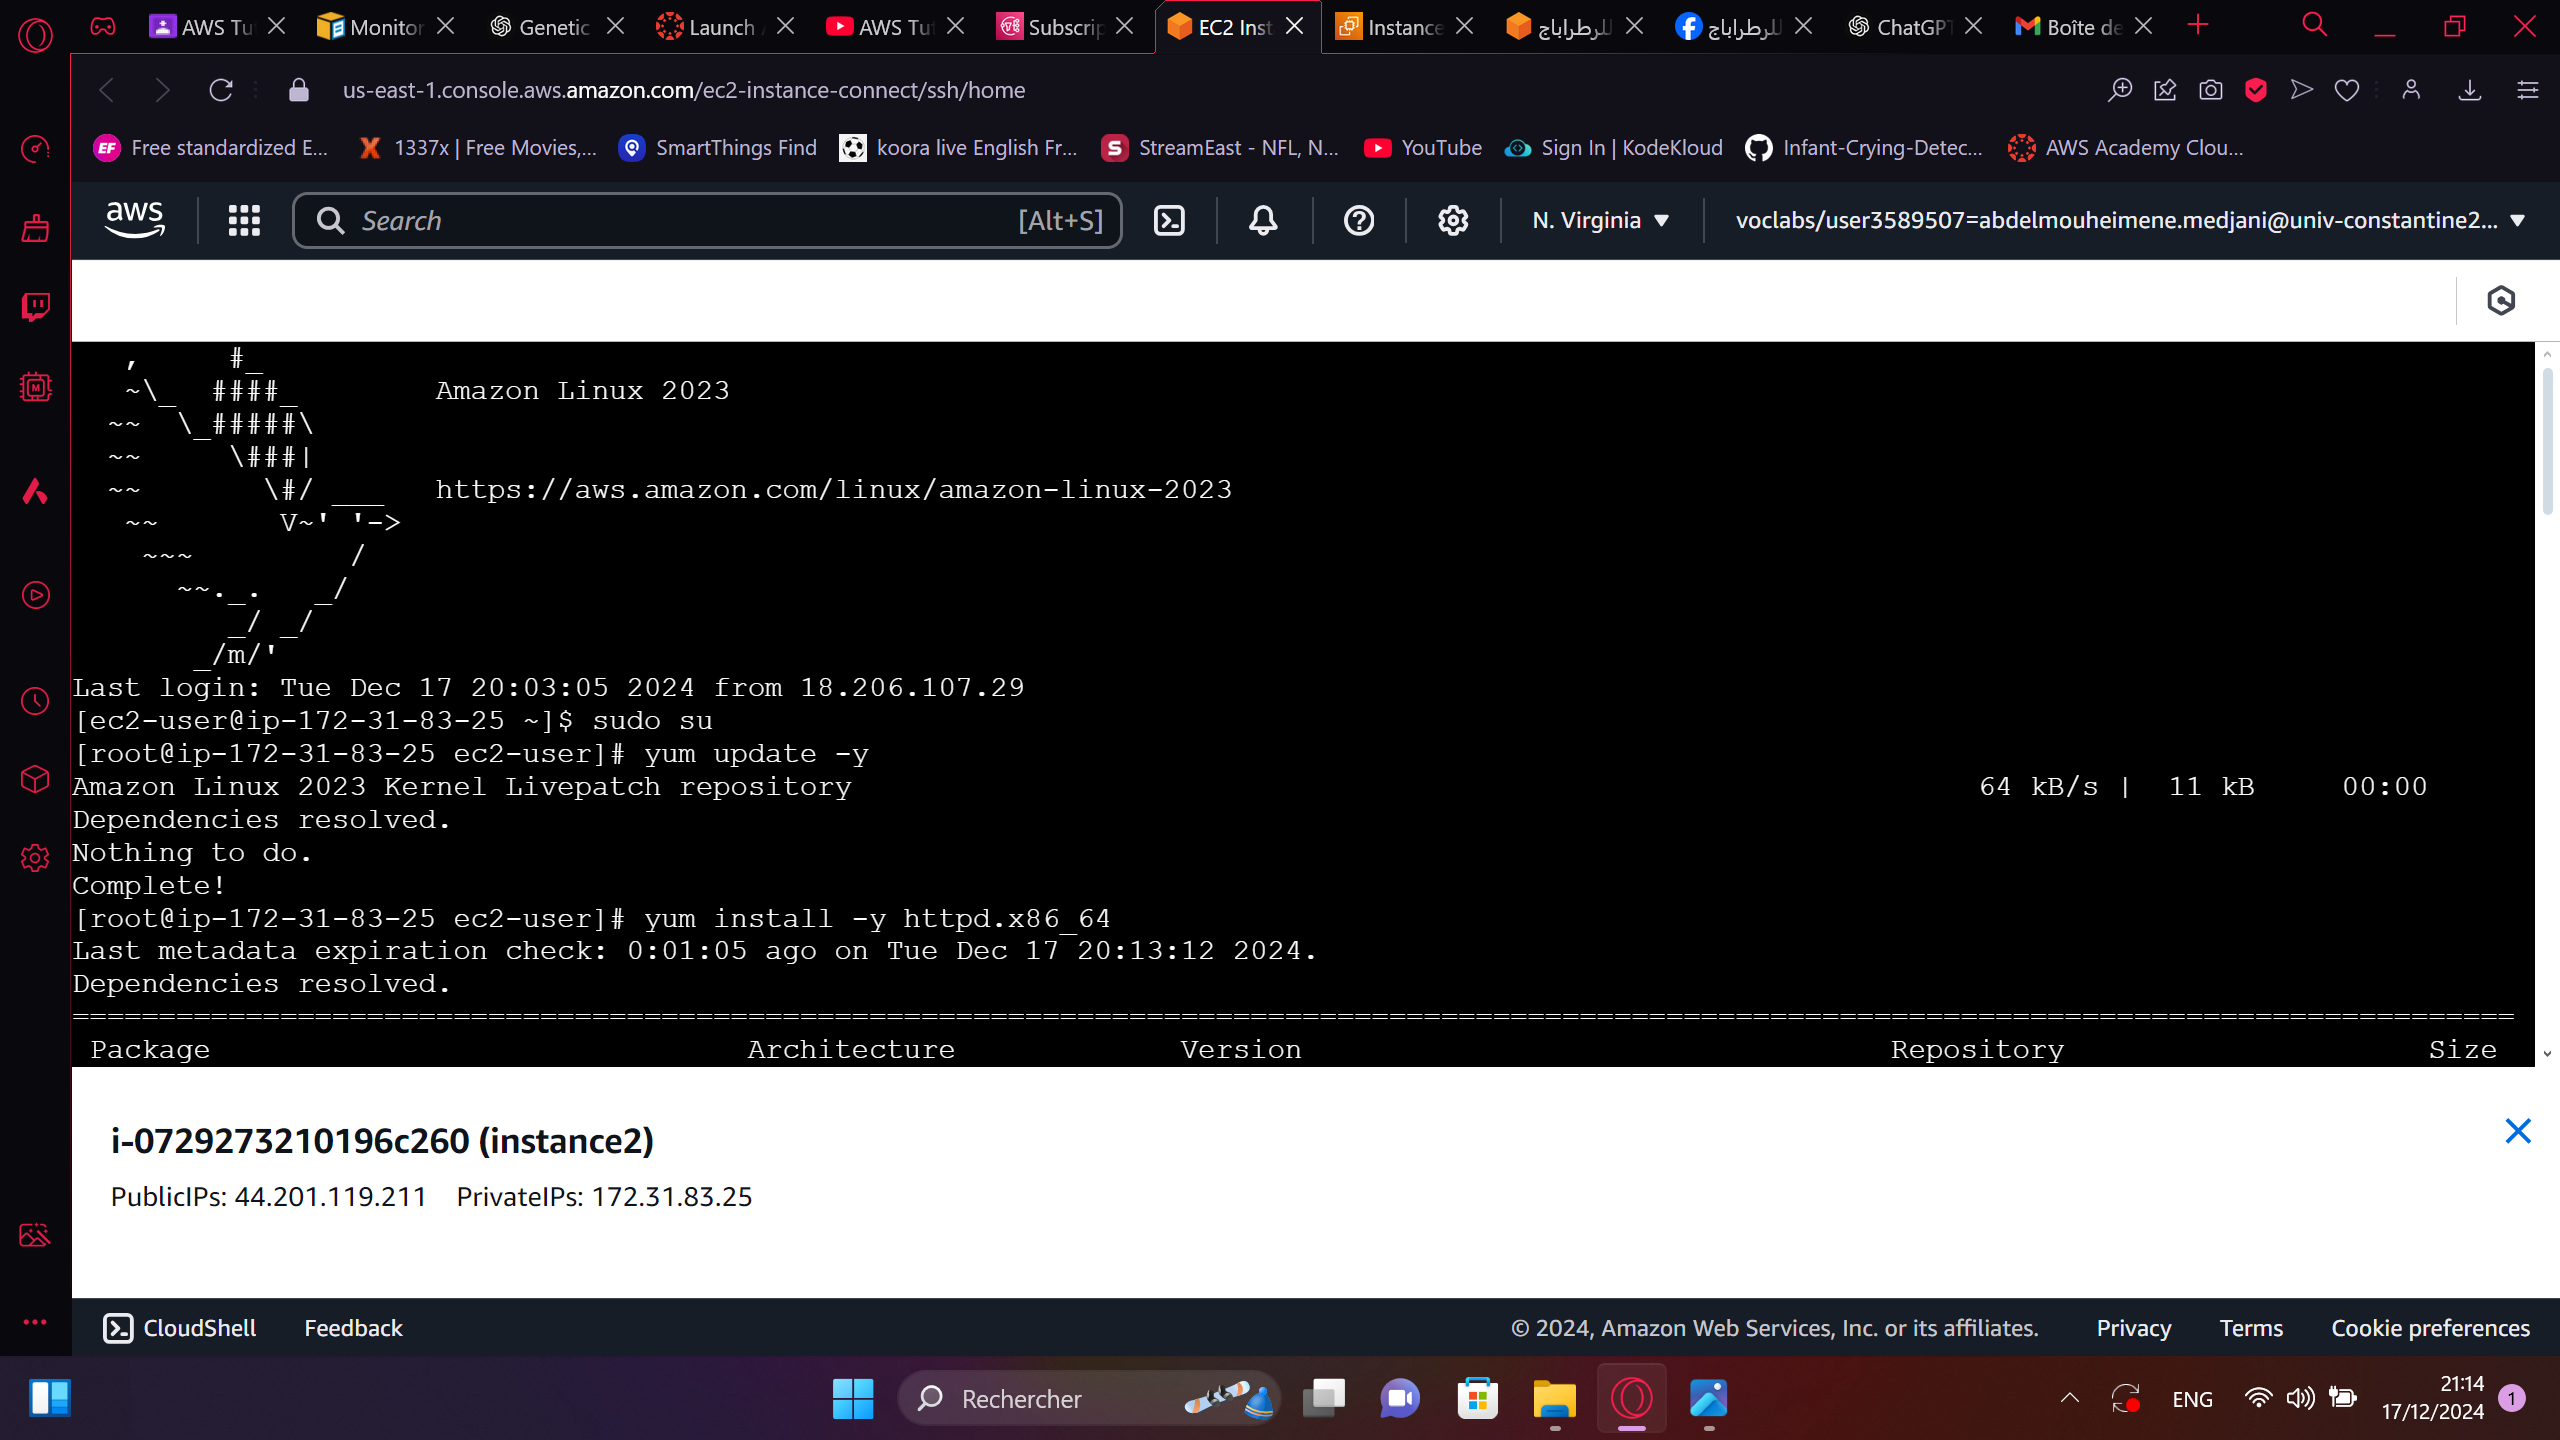 AWS Tu
Monitor
Genetic
Launch
AWS Tu
Subscrip
EC2 Inst
Instance
للرطراباج
للرطراباج
ChatGPT
Boîte de
us-east-1.console.aws.amazon.com/ec2-instance-connect/ssh/home
EF Free standardized E...
1337x | Free Movies,...
SmartThings Find
koora live English Fr...
StreamEast - NFL, N...
YouTube
Sign In | KodeKloud
Infant-Crying-Detec...
AWS Academy Clou...
aws
Search [Alt+S]
N. Virginia
voclabs/user3589507=abdelmouheimene.medjani@univ-constantine2...
   ,     #_
   ~\_  ####_        Amazon Linux 2023
  ~~  \_#####\
  ~~     \###|
  ~~       \#/ ___   https://aws.amazon.com/linux/amazon-linux-2023
   ~~       V~' '->
    ~~~         /
      ~~._.   _/
         _/ _/
       _/m/'
Last login: Tue Dec 17 20:03:05 2024 from 18.206.107.29
[ec2-user@ip-172-31-83-25 ~]$ sudo su
[root@ip-172-31-83-25 ec2-user]# yum update -y
Amazon Linux 2023 Kernel Livepatch repository 64 kB/s | 11 kB 00:00
Dependencies resolved.
Nothing to do.
Complete!
[root@ip-172-31-83-25 ec2-user]# yum install -y httpd.x86_64
Last metadata expiration check: 0:01:05 ago on Tue Dec 17 20:13:12 2024.
Dependencies resolved.
================================================================================
Package Architecture Version Repository Size
i-0729273210196c260 (instance2)
PublicIPs: 44.201.119.211 PrivateIPs: 172.31.83.25
CloudShell Feedback © 2024, Amazon Web Services, Inc. or its affiliates. Privacy Terms Cookie preferences
Rechercher
ENG
21:14
17/12/2024
1